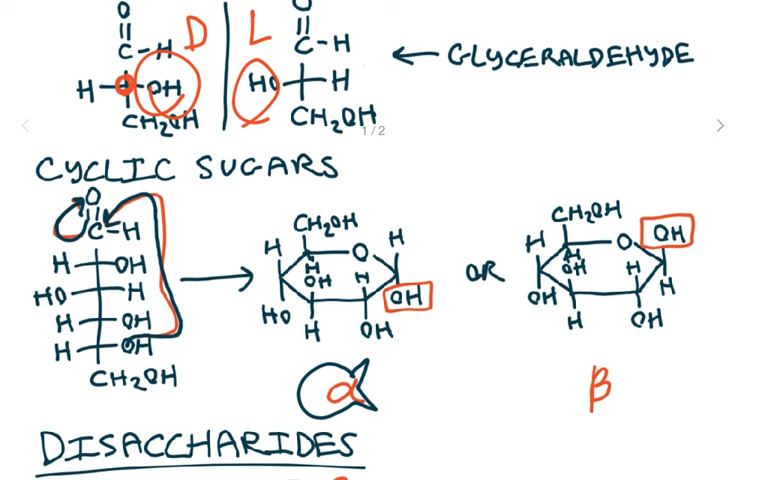 O O
C-H D L C-H ← GLYCERALDEHYDE
H OH HO H
CH2OH CH2OH
1/2
CYCLIC SUGARS
O
C-H
H OH
HO H
H OH
H OH
CH2OH
CH2OH
H O H
H
OH H
HO OH
H OH
α
OR
CH2OH
H O OH
H
OH H
OH H
H OH
β
DISACCHARIDES